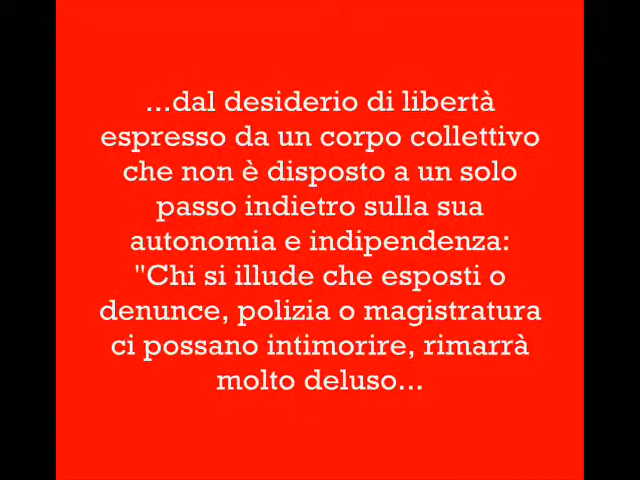 ...dal desiderio di libertà
espresso da un corpo collettivo
che non è disposto a un solo
passo indietro sulla sua
autonomia e indipendenza:
"Chi si illude che esposti o
denunce, polizia o magistratura
ci possano intimorire, rimarrà
molto deluso...